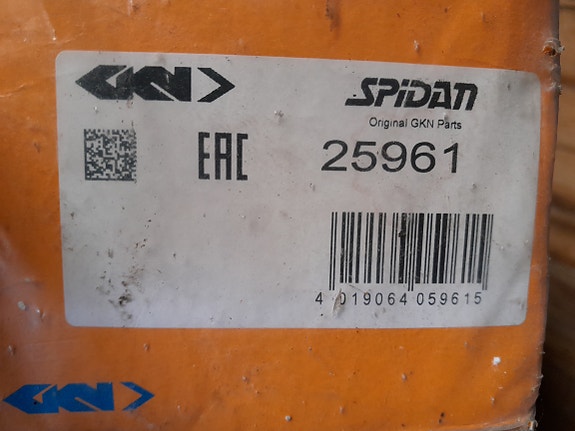 GKN
SPiDAN
Original GKN Parts
EAC
25961
4 019064 059615
GKN